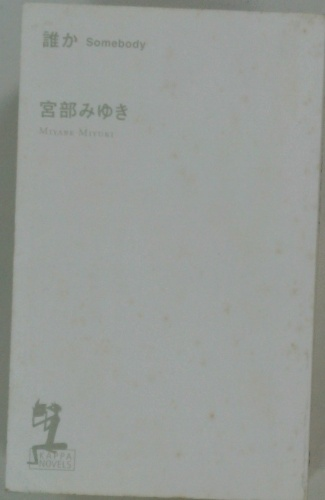 誰か Somebody
宮部みゆき
Miyabe Miyuki
KAPPA
NOVELS